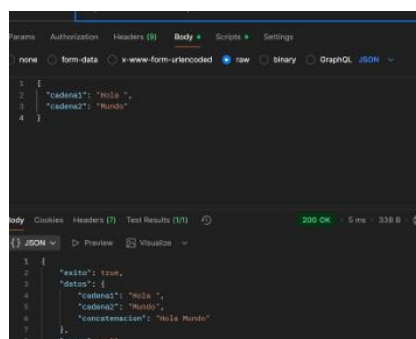 Params Authorization Headers (9) Body Scripts Settings
none form-data x-www-form-urlencoded raw binary GraphQL JSON
1 {
2 "cadena1": "Hola ",
3 "cadena2": "Mundo"
4 }
Body Cookies Headers (7) Test Results (1/1) 200 OK 5 ms 338 B
{} JSON Preview Visualize
1 {
2 "exito": true,
3 "datos": {
4 "cadena1": "Hola ",
5 "cadena2": "Mundo",
6 "concatenacion": "Hola Mundo"
7 },